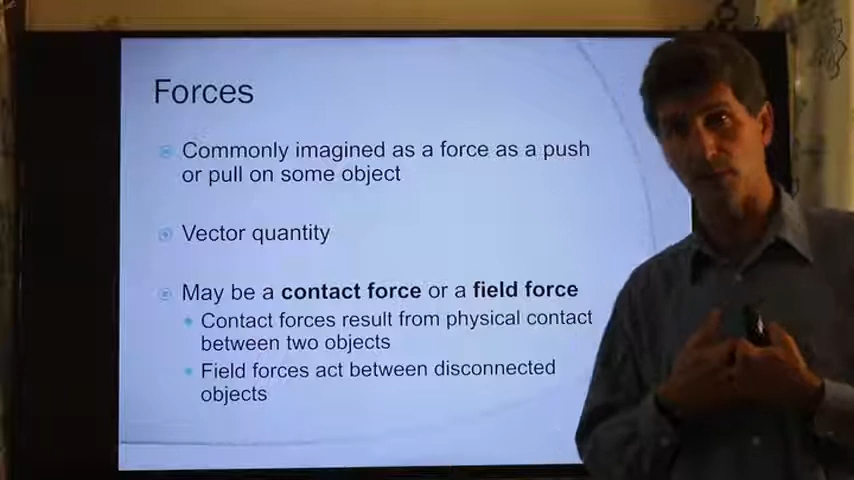 Forces
Commonly imagined as a force as a push
or pull on some object
Vector quantity
May be a contact force or a field force
Contact forces result from physical contact
between two objects
Field forces act between disconnected
objects